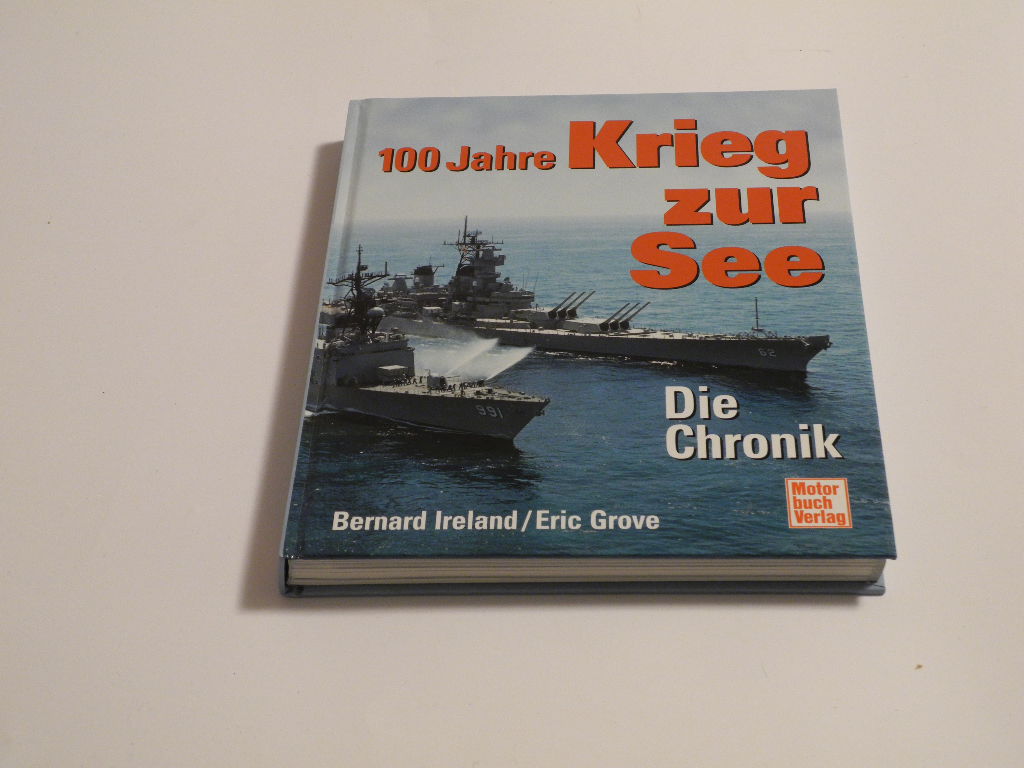 100 Jahre Krieg
zur
See
62
991
Die
Chronik
Motor
buch
Verlag
Bernard Ireland/Eric Grove